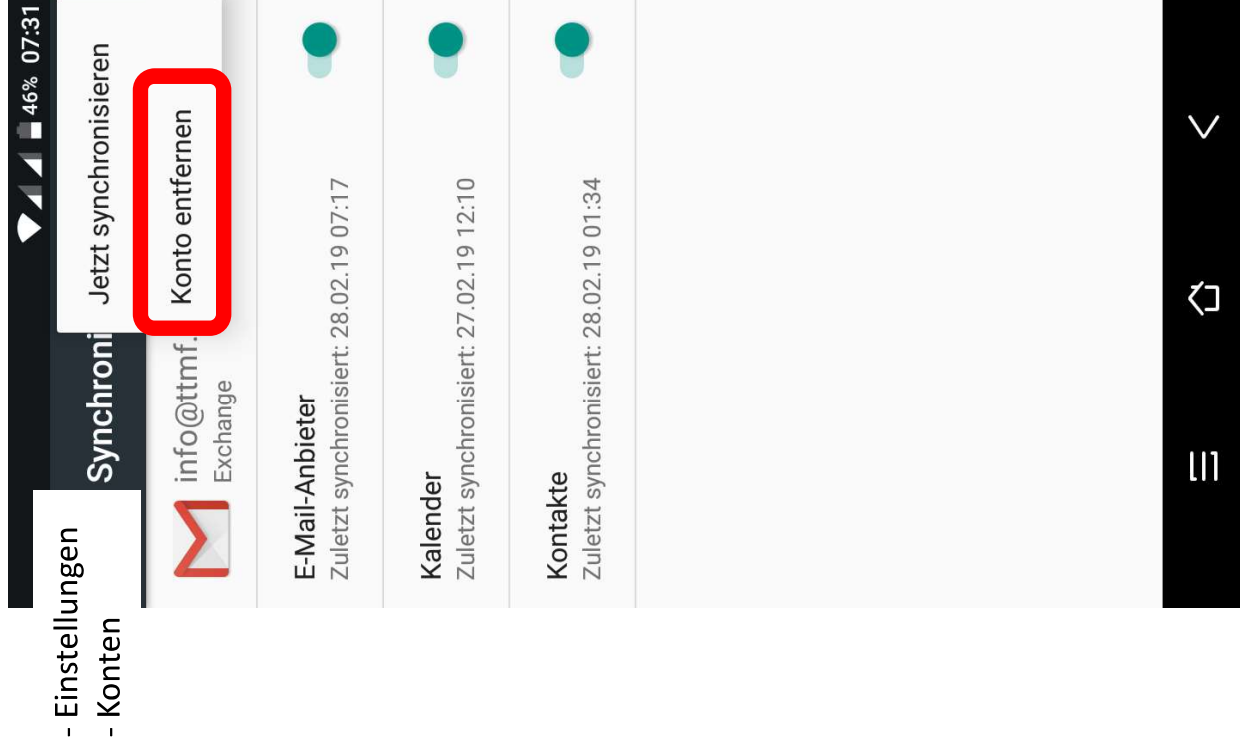 - Einstellungen
- Konten
46% 07:31
Synchroni
Jetzt synchronisieren
Konto entfernen
info@ttmf.
Exchange
E-Mail-Anbieter
Zuletzt synchronisiert: 28.02.19 07:17
Kalender
Zuletzt synchronisiert: 27.02.19 12:10
Kontakte
Zuletzt synchronisiert: 28.02.19 01:34